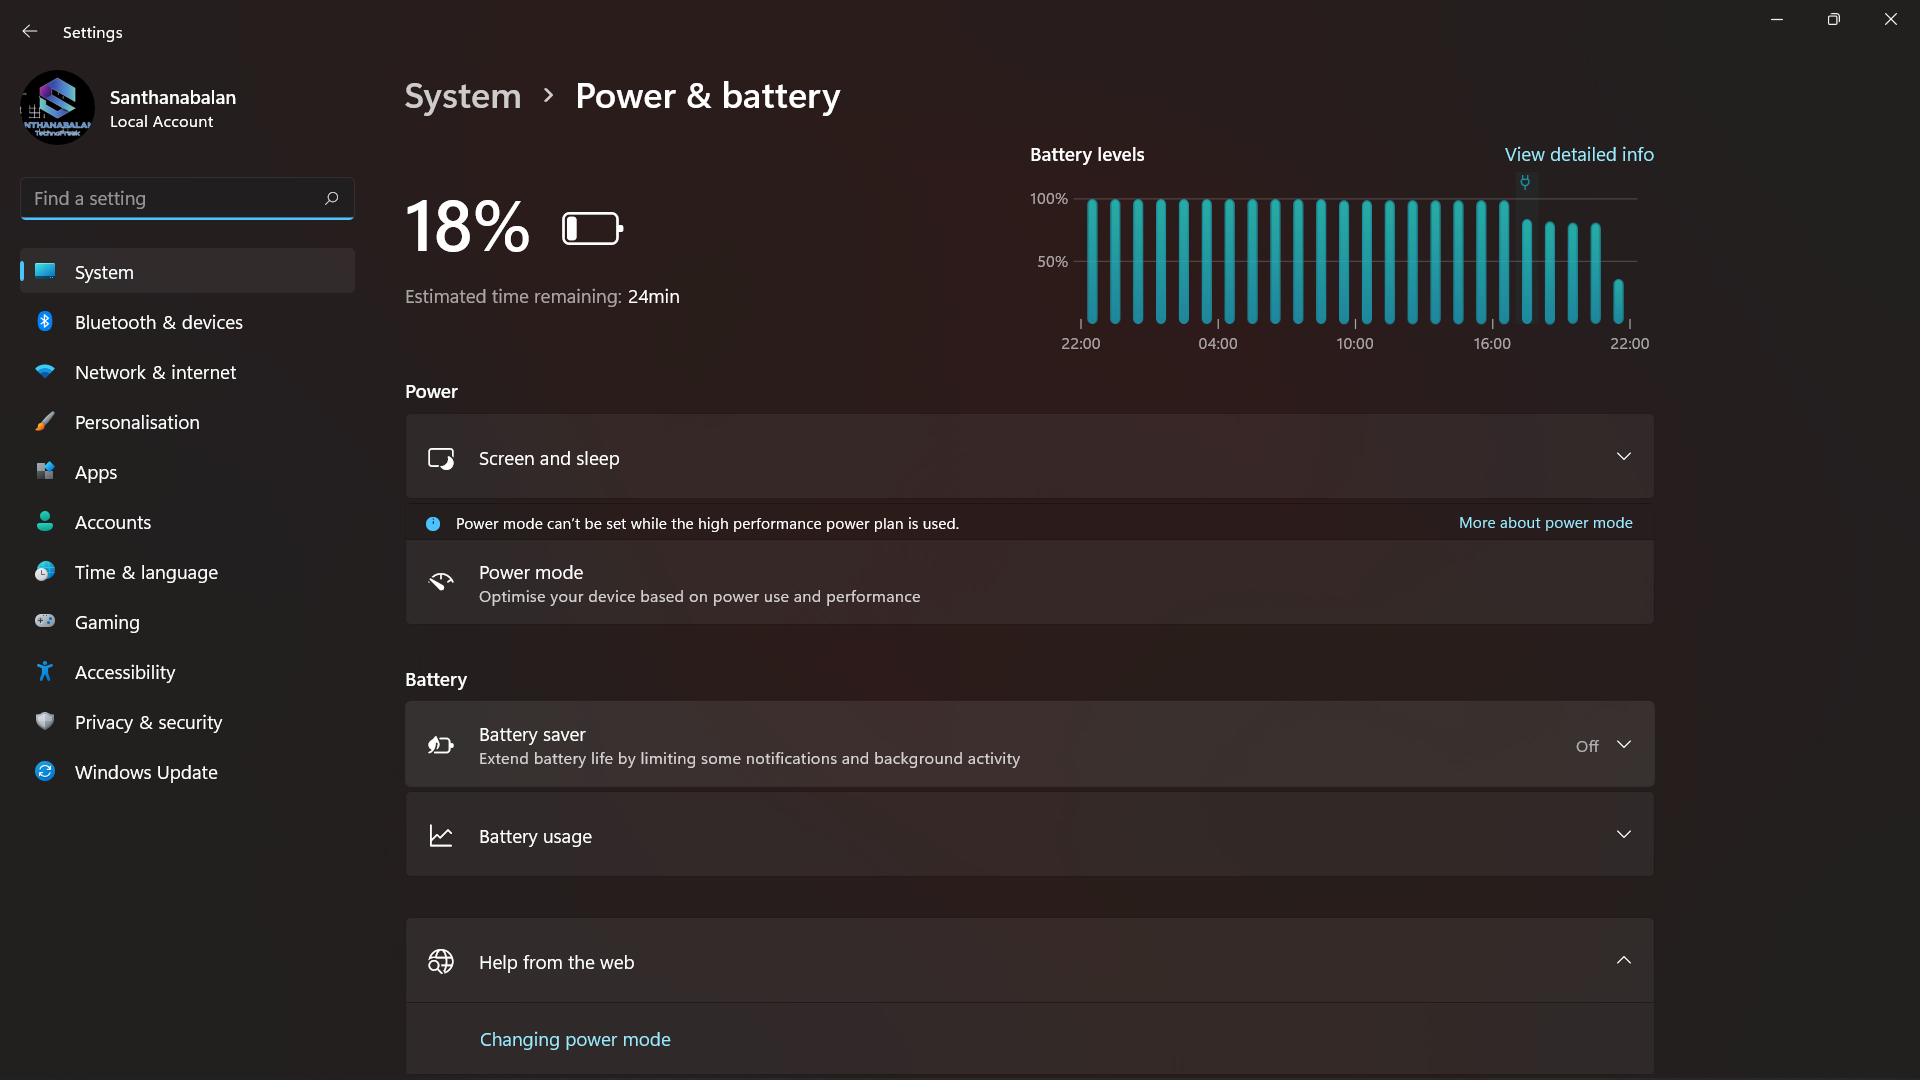 Settings
Santhanabalan
Local Account
Find a setting
System
Bluetooth & devices
Network & internet
Personalisation
Apps
Accounts
Time & language
Gaming
Accessibility
Privacy & security
Windows Update
System > Power & battery
18%
Estimated time remaining: 24min
Battery levels
View detailed info
100%
50%
22:00 04:00 10:00 16:00 22:00
Power
Screen and sleep
Power mode can't be set while the high performance power plan is used.
More about power mode
Power mode
Optimise your device based on power use and performance
Battery
Battery saver
Extend battery life by limiting some notifications and background activity
Off
Battery usage
Help from the web
Changing power mode